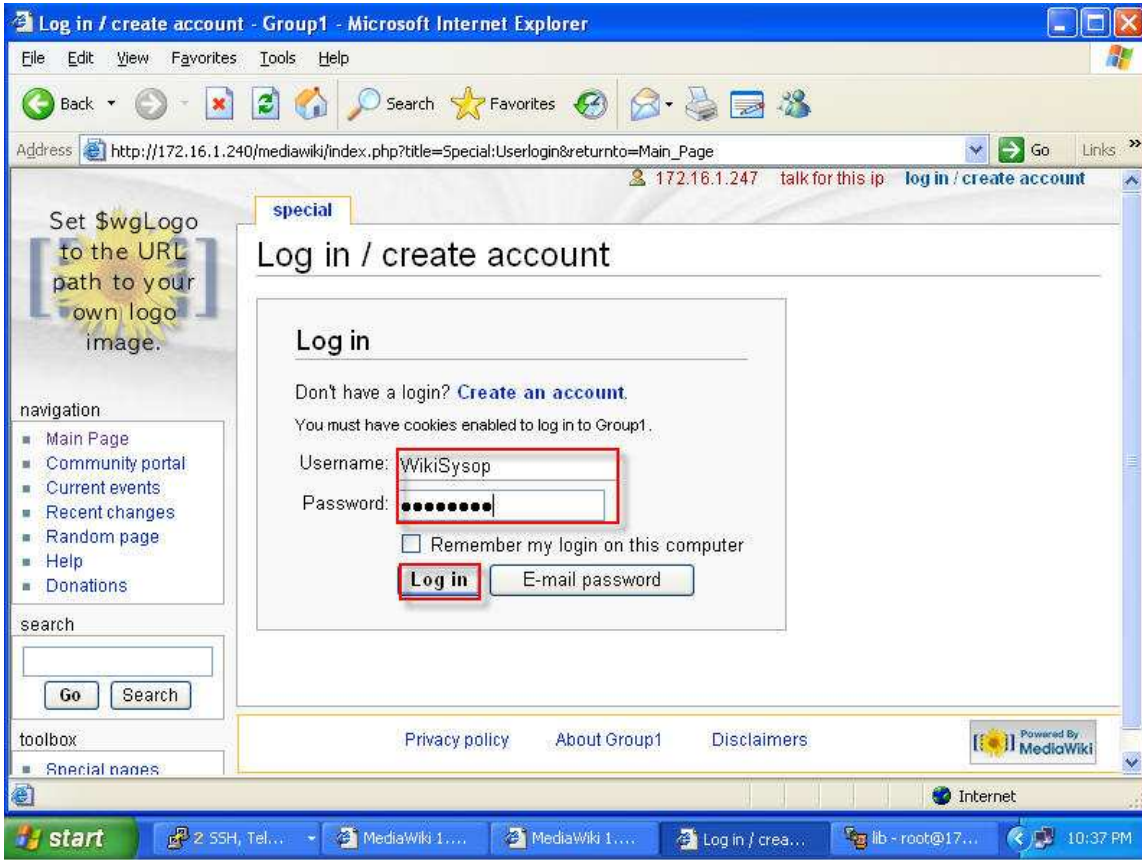 Log in / create account - Group1 - Microsoft Internet Explorer
File Edit View Favorites Tools Help
Back Search Favorites
Address http://172.16.1.240/mediawiki/index.php?title=Special:Userlogin&returnto=Main_Page Go Links »
172.16.1.247 talk for this ip log in / create account
Set $wgLogo
to the URL
path to your
own logo
image.
special
Log in / create account
Log in
Don't have a login? Create an account.
You must have cookies enabled to log in to Group1.
Username: WikiSysop
Password: ●●●●●●●●
Remember my login on this computer
Log in E-mail password
navigation
Main Page
Community portal
Current events
Recent changes
Random page
Help
Donations
search
Go Search
toolbox
Special pages
Privacy policy About Group1 Disclaimers
Powered By
MediaWiki
Internet
start 2 SSH, Tel... MediaWiki 1.... MediaWiki 1.... Log in / crea... lib - root@17... 10:37 PM